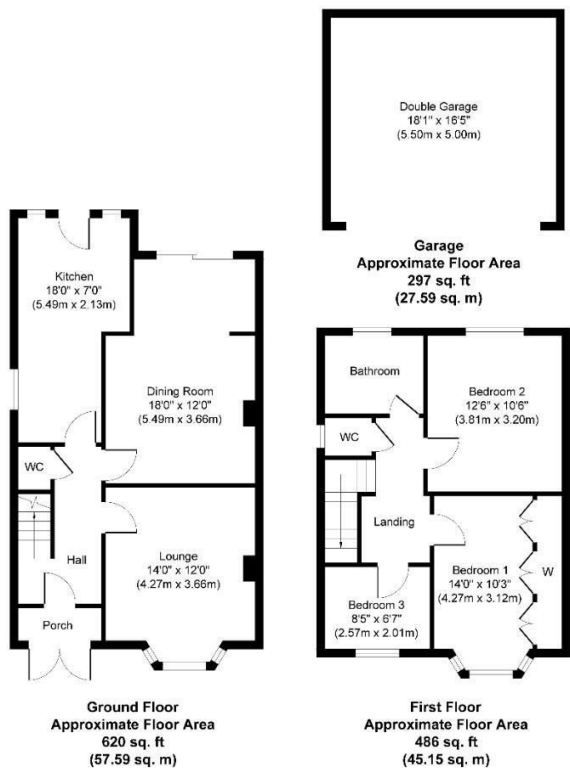 Double Garage
18'1" x 16'5"
(5.50m x 5.00m)
Garage
Approximate Floor Area
297 sq. ft
(27.59 sq. m)
Kitchen
18'0" x 7'0"
(5.49m x 2.13m)
Dining Room
18'0" x 12'0"
(5.49m x 3.66m)
WC
Lounge
14'0" x 12'0"
(4.27m x 3.66m)
Hall
Porch
Ground Floor
Approximate Floor Area
620 sq. ft
(57.59 sq. m)
Bathroom
Bedroom 2
12'6" x 10'6"
(3.81m x 3.20m)
WC
Landing
Bedroom 1
14'0" x 10'3"
(4.27m x 3.12m)
W
Bedroom 3
8'5" x 6'7"
(2.57m x 2.01m)
First Floor
Approximate Floor Area
486 sq. ft
(45.15 sq. m)